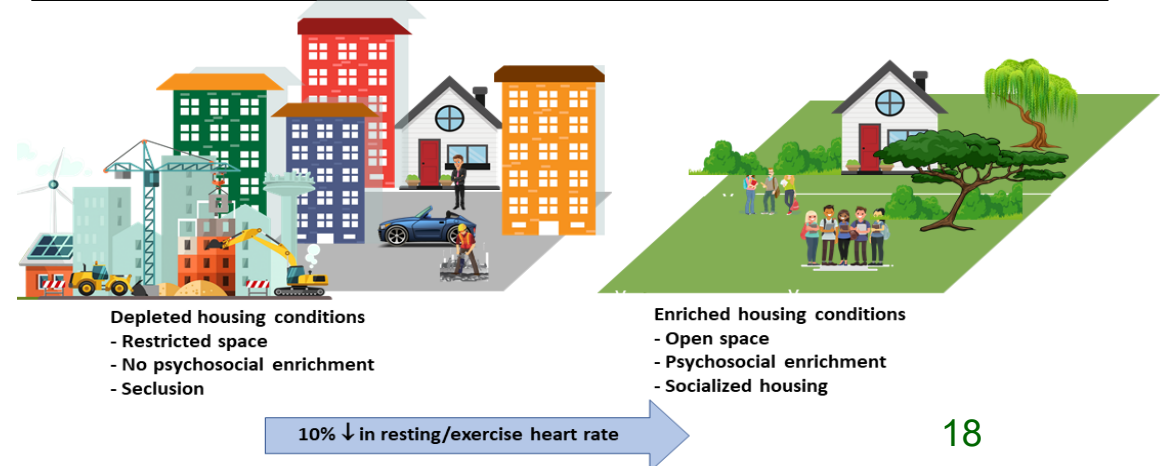 Depleted housing conditions
- Restricted space
- No psychosocial enrichment
- Seclusion
Enriched housing conditions
- Open space
- Psychosocial enrichment
- Socialized housing
10% ↓ in resting/exercise heart rate
18